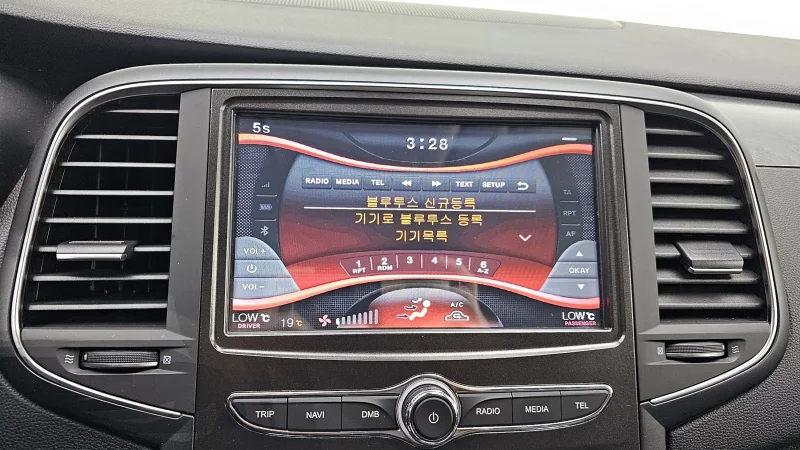 5s
3:28
RADIO MEDIA TEL TEXT SETUP
블루투스 신규등록
기기로 블루투스 등록
기기목록
TA
RPT
AF
VOL+
VOL-
1 2 3 4 5 6
RPT RDM A-Z
OKAY
A/C
LOW℃
DRIVER
19℃
LOW℃
PASSENGER
TRIP NAVI DMB RADIO MEDIA TEL